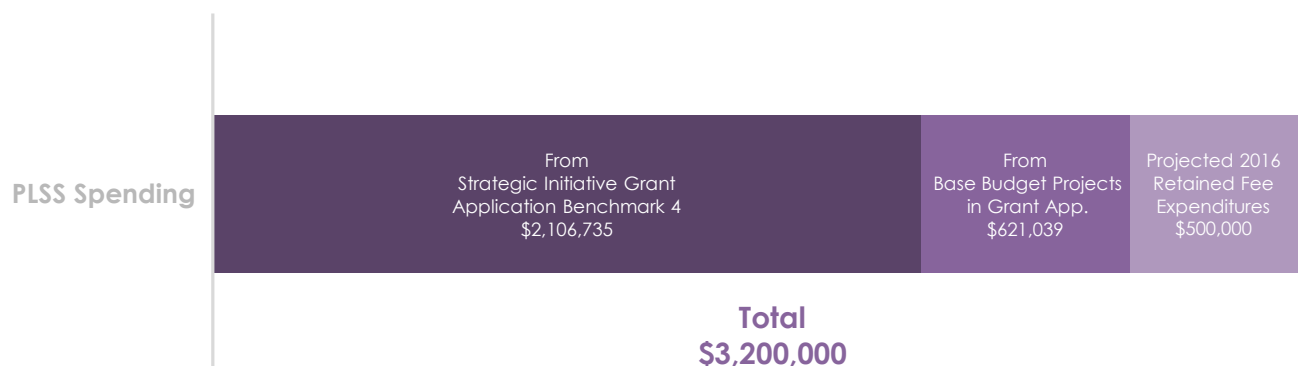 PLSS Spending
From
Strategic Initiative Grant
Application Benchmark 4
$2,106,735
From
Base Budget Projects
in Grant App.
$621,039
Projected 2016
Retained Fee
Expenditures
$500,000
Total
$3,200,000